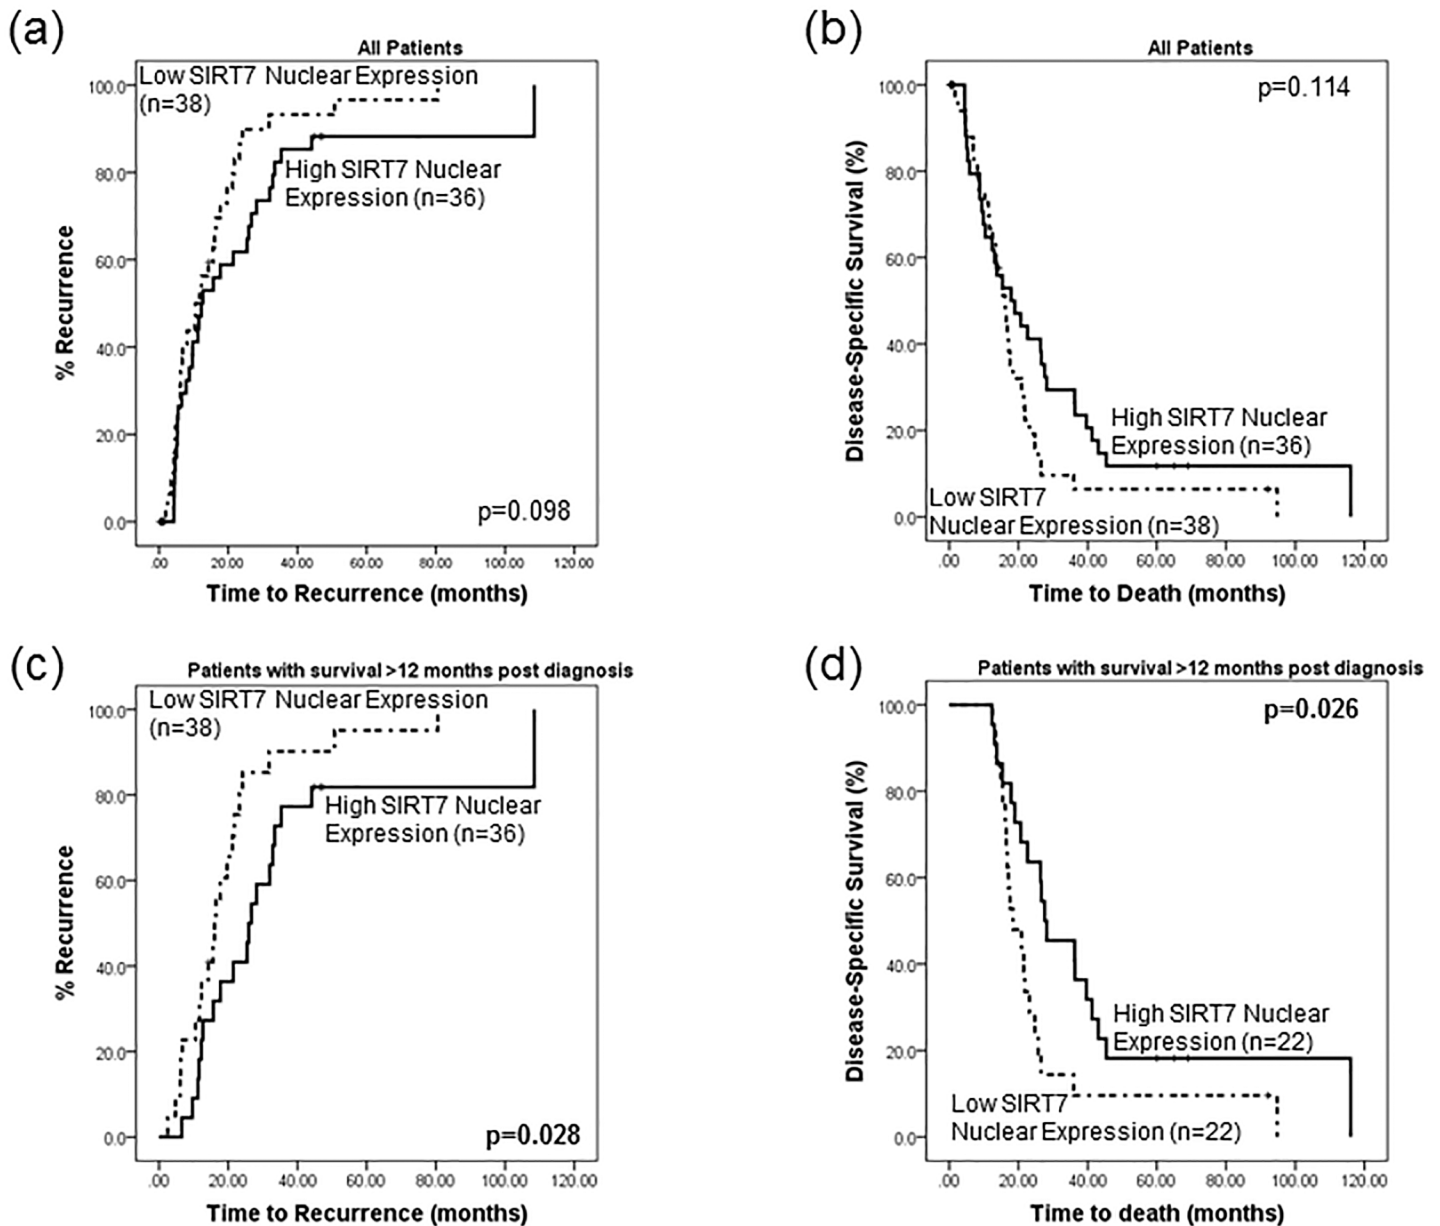 (a)
All Patients
Low SIRT7 Nuclear Expression
(n=38)
High SIRT7 Nuclear
Expression (n=36)
p=0.098
100.0
80.0
60.0
40.0
20.0
0.0
% Recurrence
.00 20.00 40.00 60.00 80.00 100.00 120.00
Time to Recurrence (months)
(b)
All Patients
p=0.114
High SIRT7 Nuclear
Expression (n=36)
Low SIRT7
Nuclear Expression (n=38)
100.0
80.0
60.0
40.0
20.0
0.0
Disease-Specific Survival (%)
.00 20.00 40.00 60.00 80.00 100.00 120.00
Time to Death (months)
(c)
Patients with survival >12 months post diagnosis
Low SIRT7 Nuclear Expression
(n=38)
High SIRT7 Nuclear
Expression (n=36)
p=0.028
100.0
80.0
60.0
40.0
20.0
0.0
% Recurrence
.00 20.00 40.00 60.00 80.00 100.00 120.00
Time to Recurrence (months)
(d)
Patients with survival >12 months post diagnosis
p=0.026
High SIRT7 Nuclear
Expression (n=22)
Low SIRT7
Nuclear Expression (n=22)
100.0
80.0
60.0
40.0
20.0
0.0
Disease-Specific Survival (%)
.00 20.00 40.00 60.00 80.00 100.00 120.00
Time to death (months)